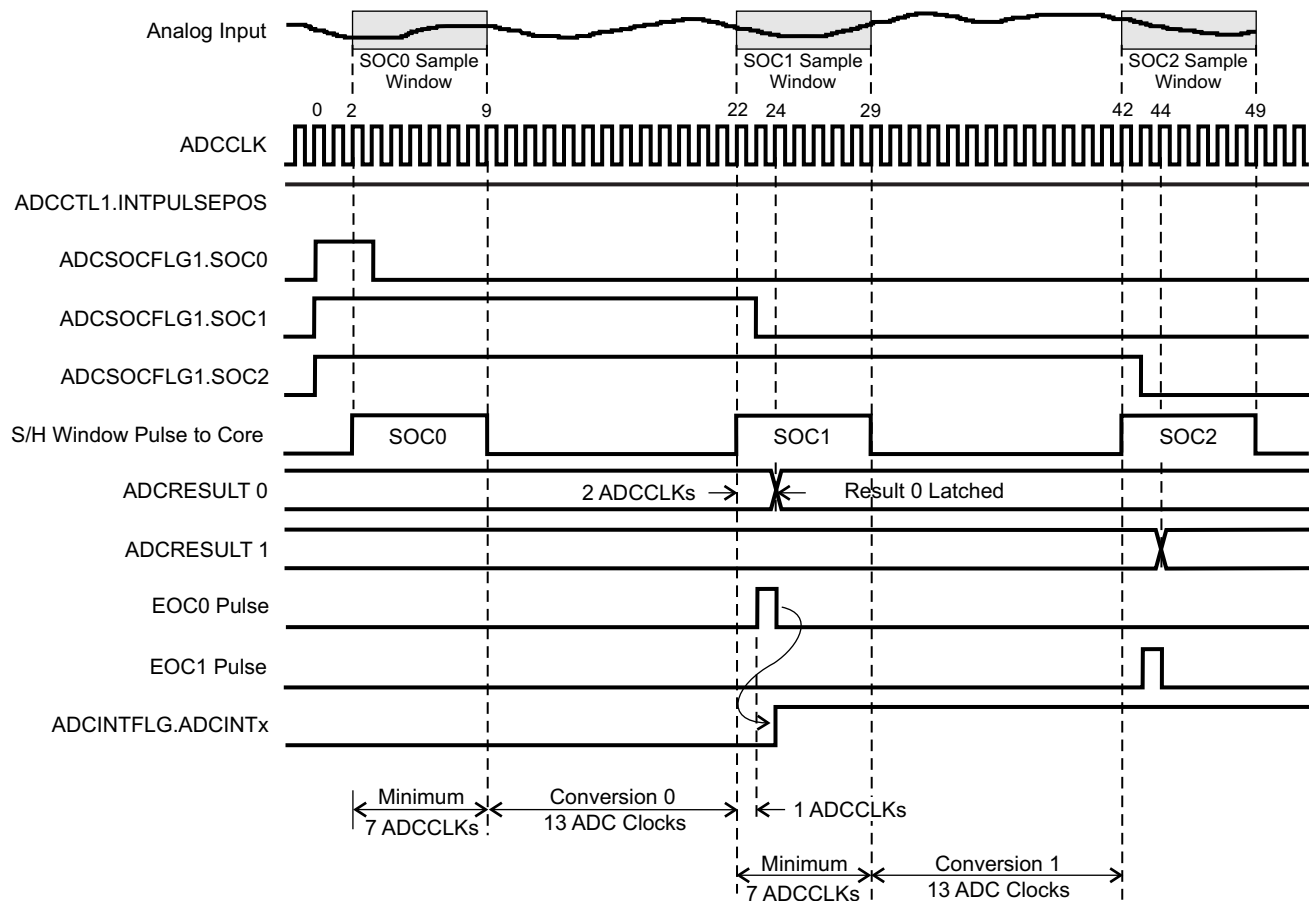 Analog Input
SOC0 Sample
Window
SOC1 Sample
Window
SOC2 Sample
Window
0 2 9 22 24 29 42 44 49
ADCCLK
ADCCTL1.INTPULSEPOS
ADCSOCFLG1.SOC0
ADCSOCFLG1.SOC1
ADCSOCFLG1.SOC2
S/H Window Pulse to Core
SOC0
SOC1
SOC2
ADCRESULT 0
2 ADCCLKs
Result 0 Latched
ADCRESULT 1
EOC0 Pulse
EOC1 Pulse
ADCINTFLG.ADCINTx
Minimum
7 ADCCLKs
Conversion 0
13 ADC Clocks
1 ADCCLKs
Minimum
7 ADCCLKs
Conversion 1
13 ADC Clocks